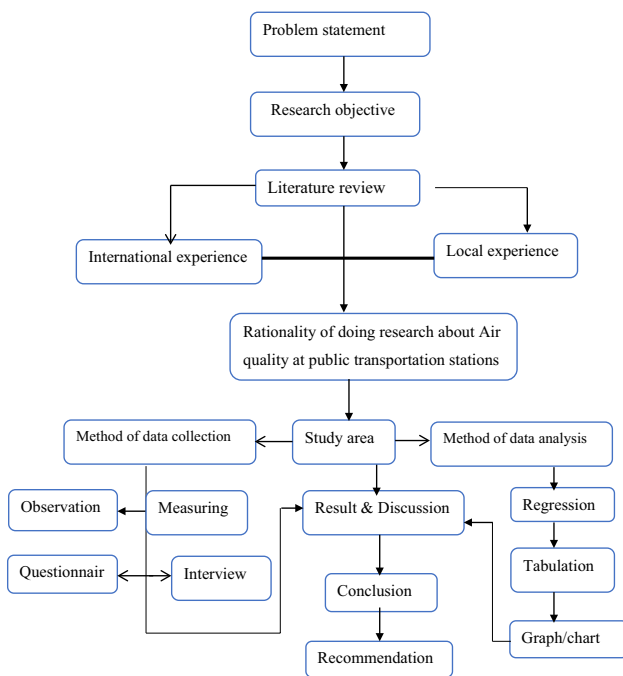 Problem statement
Research objective
Literature review
International experience
Local experience
Rationality of doing research about Air
quality at public transportation stations
Method of data collection
Study area
Method of data analysis
Observation
Measuring
Result & Discussion
Regression
Questionnair
Interview
Conclusion
Tabulation
Recommendation
Graph/chart